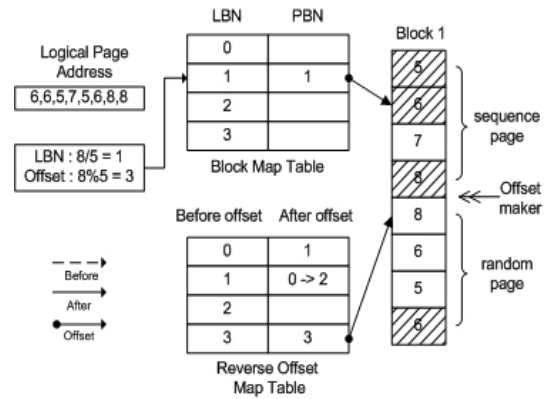 LBN PBN
Block 1
Logical Page
Address
6,6,5,7,5,6,8,8
LBN : 8/5 = 1
Offset : 8%5 = 3
0
1 1
2
3
Block Map Table
5
6
7
8
8
6
5
6
sequence
page
Offset
maker
random
page
Before offset After offset
0 1
1 0 -> 2
2
3 3
Reverse Offset
Map Table
Before
After
Offset